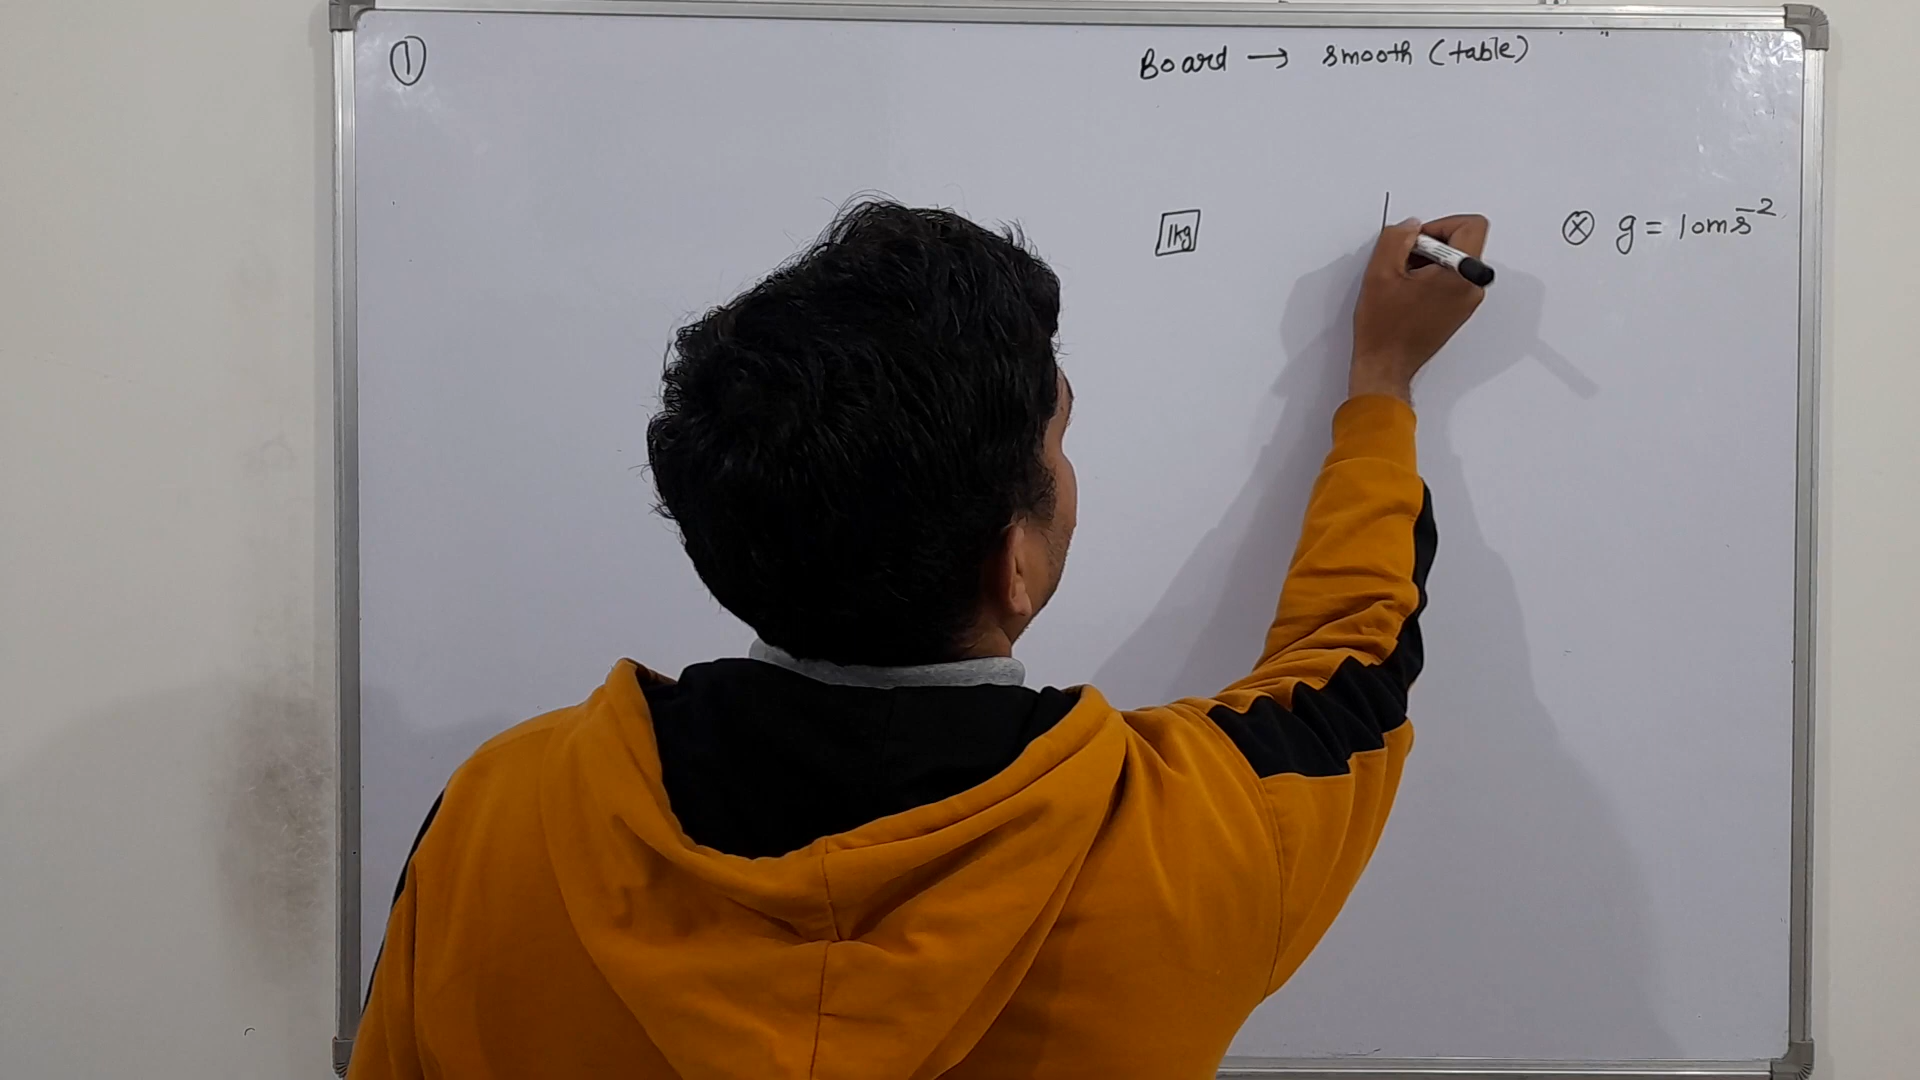 ①
Board → smooth (table)
1kg
⊗ g = 10ms⁻²